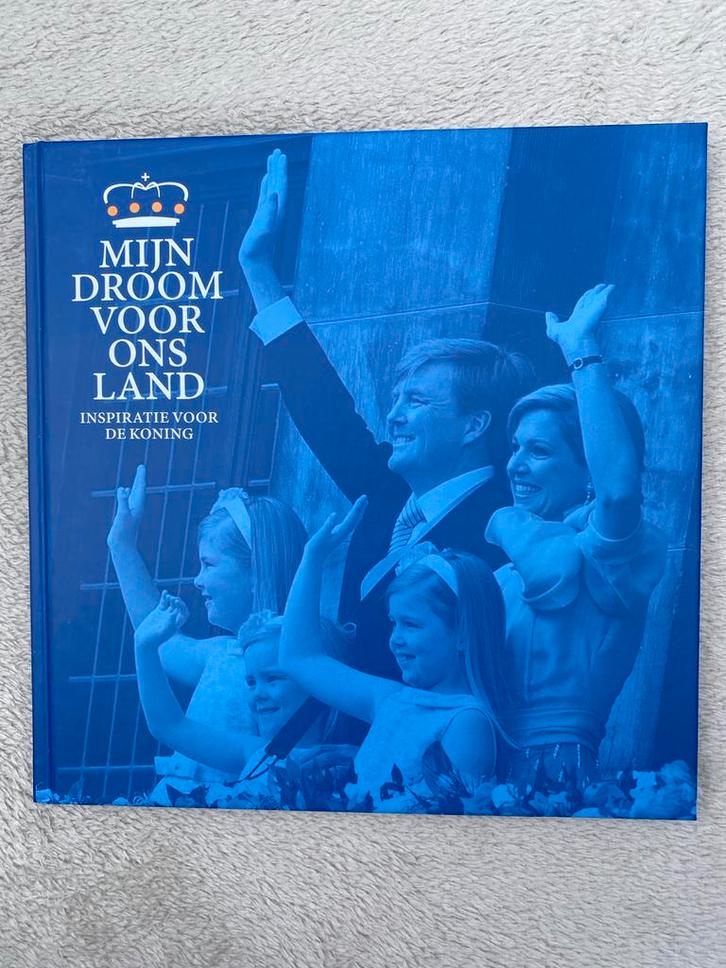 MIJN
DROOM
VOOR
ONS
LAND
INSPIRATIE VOOR
DE KONING